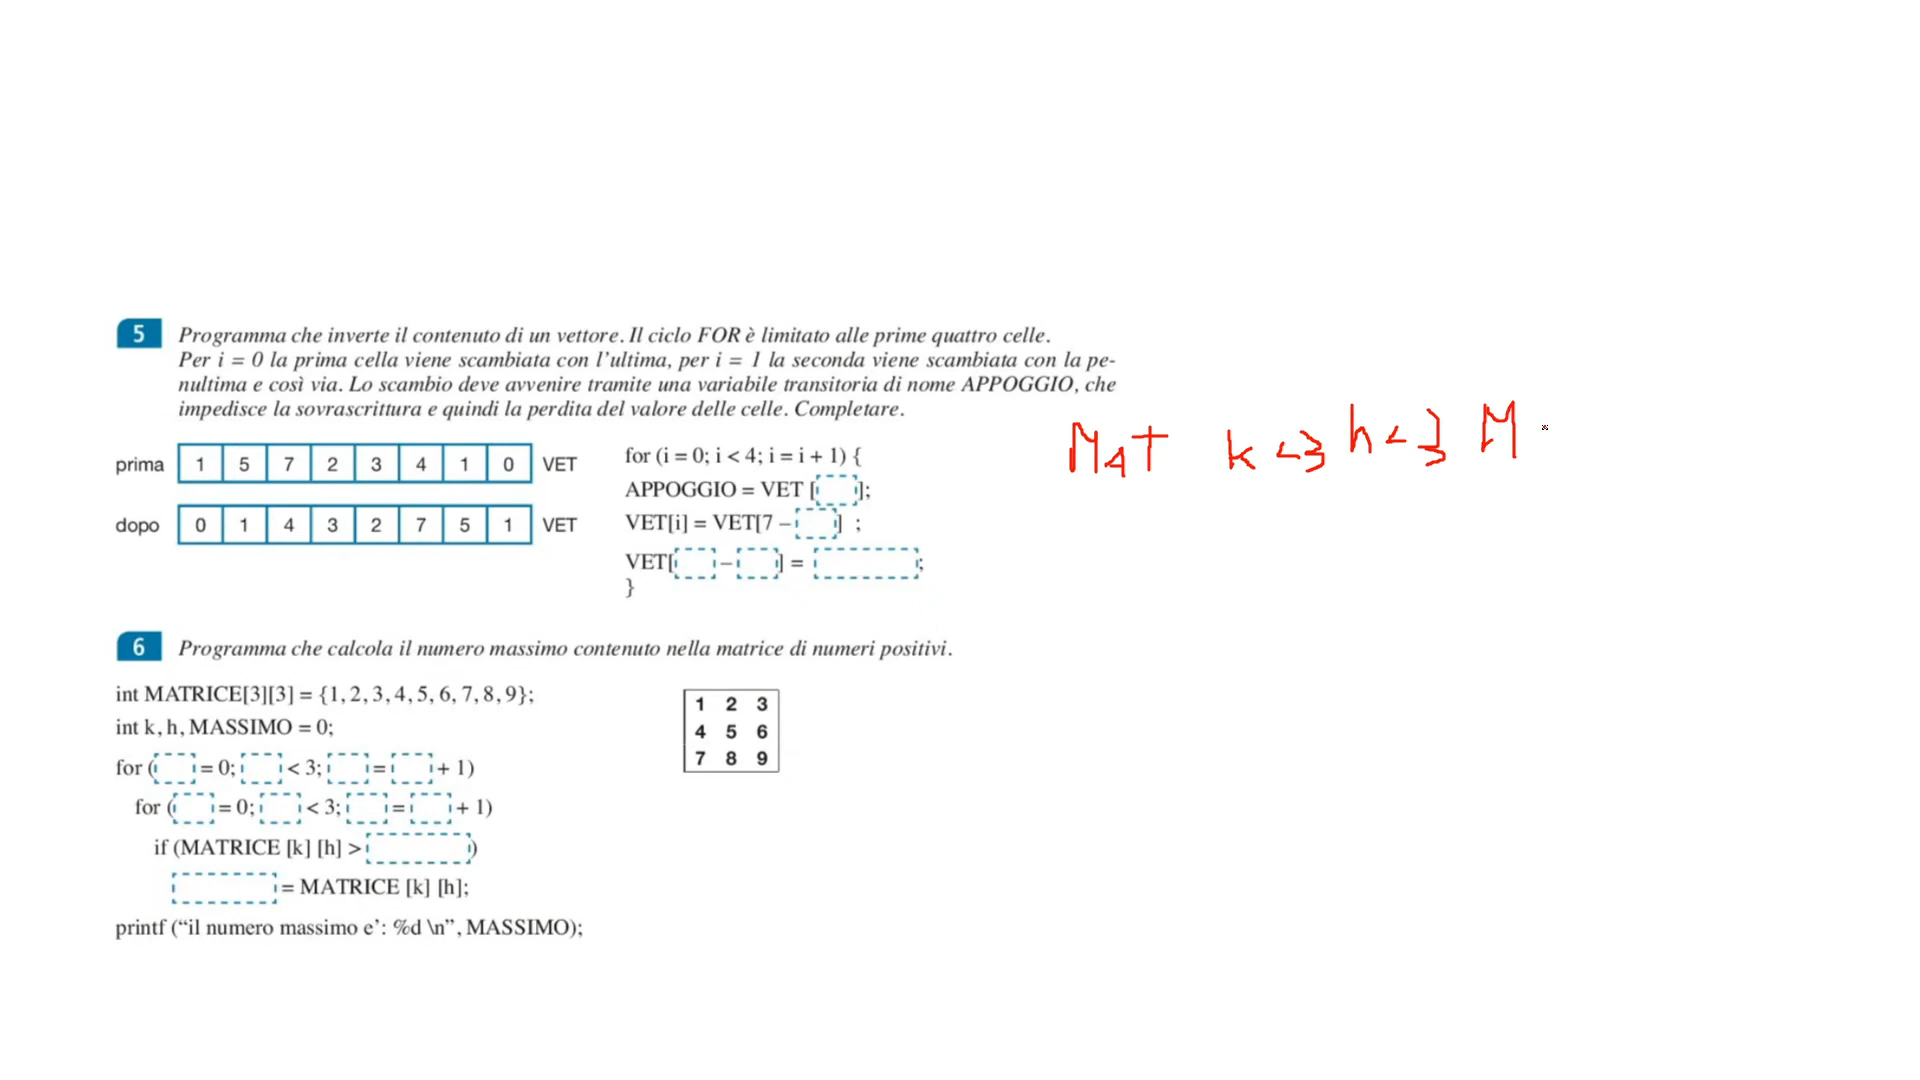 5 Programma che inverte il contenuto di un vettore. Il ciclo FOR è limitato alle prime quattro celle.
Per i = 0 la prima cella viene scambiata con l'ultima, per i = 1 la seconda viene scambiata con la pe-
nultima e così via. Lo scambio deve avvenire tramite una variabile transitoria di nome APPOGGIO, che
impedisce la sovrascrittura e quindi la perdita del valore delle celle. Completare.
prima 1 5 7 2 3 4 1 0 VET
dopo 0 1 4 3 2 7 5 1 VET
for (i = 0; i < 4; i = i + 1) {
APPOGGIO = VET [ ];
VET[i] = VET[7 – ] ;
VET[ – ] = ;
}
MAT k <3 h<3 M
6 Programma che calcola il numero massimo contenuto nella matrice di numeri positivi.
int MATRICE[3][3] = {1, 2, 3, 4, 5, 6, 7, 8, 9};
int k, h, MASSIMO = 0;
for ( = 0; < 3; = + 1)
for ( = 0; < 3; = + 1)
if (MATRICE [k] [h] > )
= MATRICE [k] [h];
printf (“il numero massimo e’: %d \n”, MASSIMO);
1 2 3
4 5 6
7 8 9